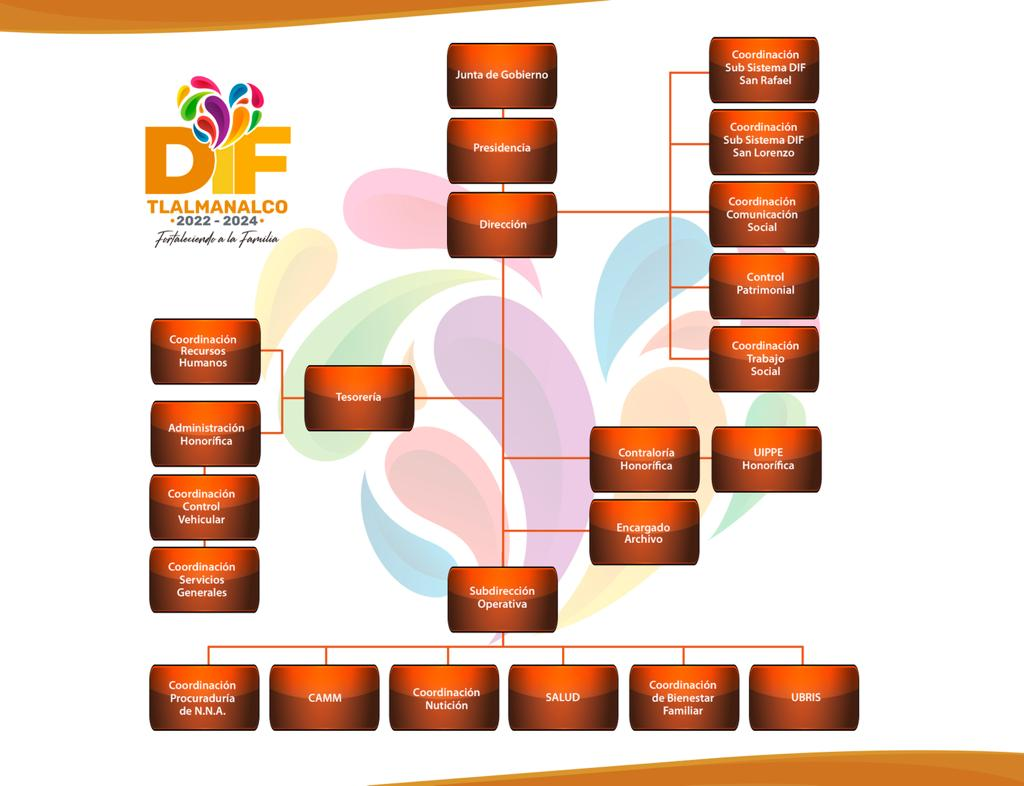 DIF
TLALMANALCO
•2022 - 2024•
Fortaleciendo a la Familia
Junta de Gobierno
Presidencia
Dirección
Coordinación
Sub Sistema DIF
San Rafael
Coordinación
Sub Sistema DIF
San Lorenzo
Coordinación
Comunicación
Social
Control
Patrimonial
Coordinación
Trabajo
Social
Coordinación
Recursos
Humanos
Tesorería
Administración
Honorífica
Coordinación
Control
Vehicular
Coordinación
Servicios
Generales
Contraloría
Honorífica
UIPPE
Honorífica
Encargado
Archivo
Subdirección
Operativa
Coordinación
Procuraduría
de N.N.A.
CAMM
Coordinación
Nutición
SALUD
Coordinación
de Bienestar
Familiar
UBRIS